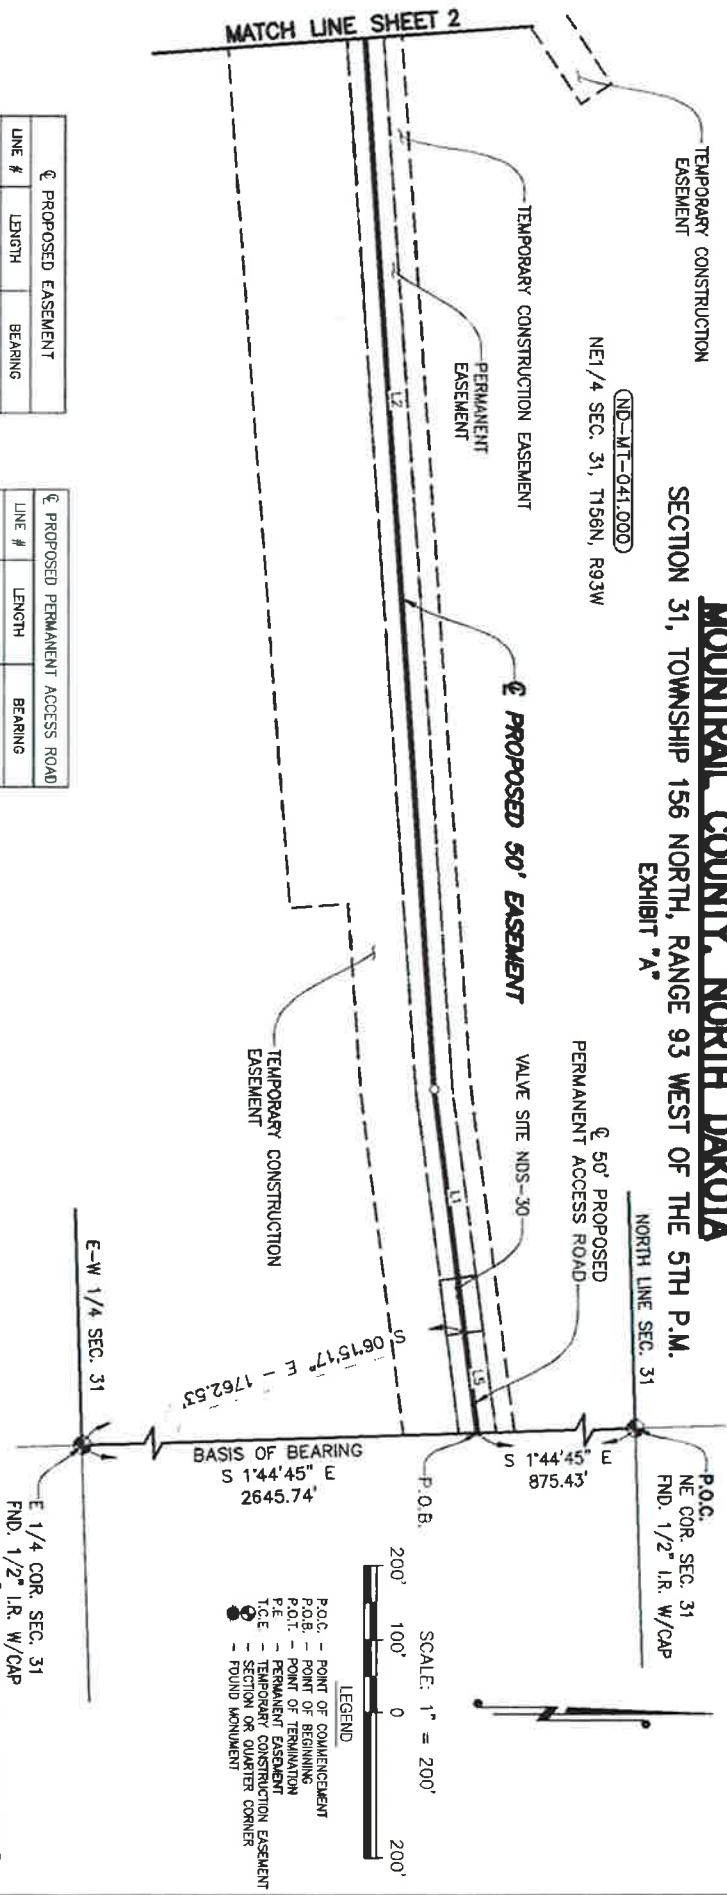 MOUNTRAIL COUNTY, NORTH DAKOTA
SECTION 31, TOWNSHIP 156 NORTH, RANGE 93 WEST OF THE 5TH P.M.
EXHIBIT "A"
MATCH LINE SHEET 2
TEMPORARY CONSTRUCTION
EASEMENT
ND-MT-041.000
NE1/4 SEC. 31, T156N, R93W
TEMPORARY CONSTRUCTION EASEMENT
PERMANENT
EASEMENT
L2
℄ PROPOSED 50' EASEMENT
TEMPORARY CONSTRUCTION
EASEMENT
VALVE SITE NDS-30
℄ 50' PROPOSED
PERMANENT ACCESS ROAD
L1
L5
NORTH LINE SEC. 31
P.O.C.
NE COR. SEC. 31
FND. 1/2" I.R. W/CAP
S 1°44'45" E
875.43'
P.O.B.
S 06°15'17" E - 1762.53'
BASIS OF BEARING
S 1°44'45" E
2645.74'
E-W 1/4 SEC. 31
E 1/4 COR. SEC. 31
FND. 1/2" I.R. W/CAP
SCALE: 1" = 200'
200' 100' 0 200'
LEGEND
P.O.C. - POINT OF COMMENCEMENT
P.O.B. - POINT OF BEGINNING
P.O.T. - POINT OF TERMINATION
P.E. - PERMANENT EASEMENT
T.C.E. - TEMPORARY CONSTRUCTION EASEMENT
- SECTION OR QUARTER CORNER
- FOUND MONUMENT
℄ PROPOSED EASEMENT
LINE # LENGTH BEARING
℄ PROPOSED PERMANENT ACCESS ROAD
LINE # LENGTH BEARING